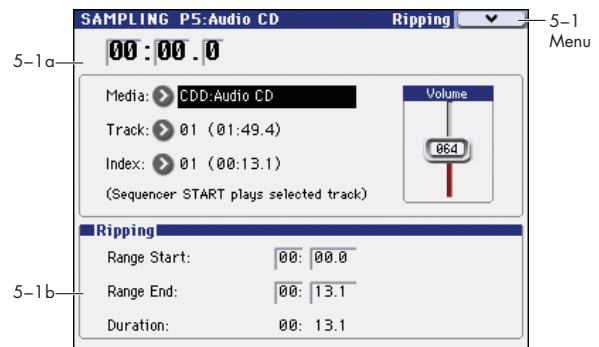 SAMPLING P5:Audio CD Ripping
5–1
Menu
00:00.0
5–1a
Media: CDD:Audio CD
Volume
Track: 01 (01:49.4)
064
Index: 01 (00:13.1)
(Sequencer START plays selected track)
Ripping
Range Start: 00: 00.0
5–1b
Range End: 00: 13.1
Duration: 00: 13.1